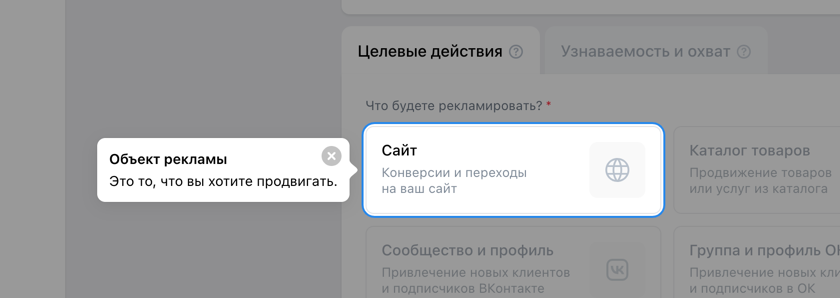 Целевые действия
Узнаваемость и охват
Что будете рекламировать? *
Объект рекламы
Это то, что вы хотите продвигать.
Сайт
Конверсии и переходы
на ваш сайт
Каталог товаров
Продвижение товаров
или услуг из каталога
Сообщество и профиль
Привлечение новых клиентов
и подписчиков ВКонтакте
Группа и профиль
Привлечение новых
и подписчиков в ОК